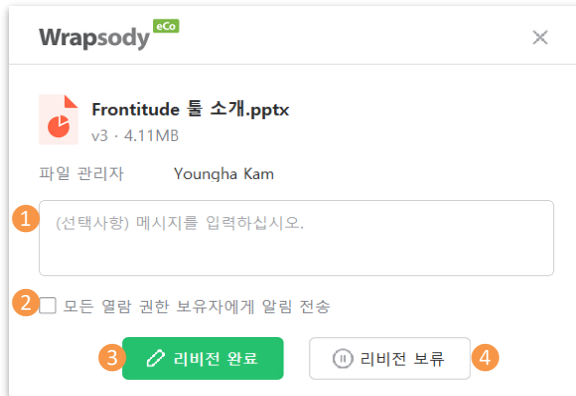 Wrapsody eCo
Frontitude 툴 소개.pptx
v3 · 4.11MB
파일 관리자 Youngha Kam
1 (선택사항) 메시지를 입력하십시오.
2 모든 열람 권한 보유자에게 알림 전송
3 리비전 완료 리비전 보류 4